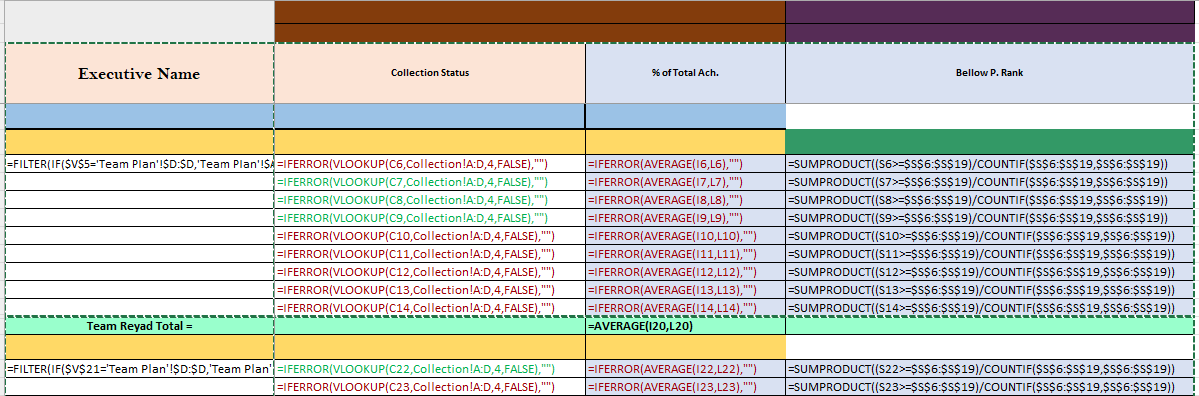 Executive Name Collection Status % of Total Ach. Bellow P. Rank
=FILTER(IF($V$5='Team Plan'!$D:$D,'Team Plan'!$ =IFERROR(VLOOKUP(C6,Collection!A:D,4,FALSE),"") =IFERROR(AVERAGE(I6,L6),"") =SUMPRODUCT((S6>=$S$6:$S$19)/COUNTIF($S$6:$S$19,$S$6:$S$19))
=IFERROR(VLOOKUP(C7,Collection!A:D,4,FALSE),"") =IFERROR(AVERAGE(I7,L7),"") =SUMPRODUCT((S7>=$S$6:$S$19)/COUNTIF($S$6:$S$19,$S$6:$S$19))
=IFERROR(VLOOKUP(C8,Collection!A:D,4,FALSE),"") =IFERROR(AVERAGE(I8,L8),"") =SUMPRODUCT((S8>=$S$6:$S$19)/COUNTIF($S$6:$S$19,$S$6:$S$19))
=IFERROR(VLOOKUP(C9,Collection!A:D,4,FALSE),"") =IFERROR(AVERAGE(I9,L9),"") =SUMPRODUCT((S9>=$S$6:$S$19)/COUNTIF($S$6:$S$19,$S$6:$S$19))
=IFERROR(VLOOKUP(C10,Collection!A:D,4,FALSE),"") =IFERROR(AVERAGE(I10,L10),"") =SUMPRODUCT((S10>=$S$6:$S$19)/COUNTIF($S$6:$S$19,$S$6:$S$19))
=IFERROR(VLOOKUP(C11,Collection!A:D,4,FALSE),"") =IFERROR(AVERAGE(I11,L11),"") =SUMPRODUCT((S11>=$S$6:$S$19)/COUNTIF($S$6:$S$19,$S$6:$S$19))
=IFERROR(VLOOKUP(C12,Collection!A:D,4,FALSE),"") =IFERROR(AVERAGE(I12,L12),"") =SUMPRODUCT((S12>=$S$6:$S$19)/COUNTIF($S$6:$S$19,$S$6:$S$19))
=IFERROR(VLOOKUP(C13,Collection!A:D,4,FALSE),"") =IFERROR(AVERAGE(I13,L13),"") =SUMPRODUCT((S13>=$S$6:$S$19)/COUNTIF($S$6:$S$19,$S$6:$S$19))
=IFERROR(VLOOKUP(C14,Collection!A:D,4,FALSE),"") =IFERROR(AVERAGE(I14,L14),"") =SUMPRODUCT((S14>=$S$6:$S$19)/COUNTIF($S$6:$S$19,$S$6:$S$19))
Team Reyad Total = =AVERAGE(I20,L20)
=FILTER(IF($V$21='Team Plan'!$D:$D,'Team Plan' =IFERROR(VLOOKUP(C22,Collection!A:D,4,FALSE),"") =IFERROR(AVERAGE(I22,L22),"") =SUMPRODUCT((S22>=$S$6:$S$19)/COUNTIF($S$6:$S$19,$S$6:$S$19))
=IFERROR(VLOOKUP(C23,Collection!A:D,4,FALSE),"") =IFERROR(AVERAGE(I23,L23),"") =SUMPRODUCT((S23>=$S$6:$S$19)/COUNTIF($S$6:$S$19,$S$6:$S$19))